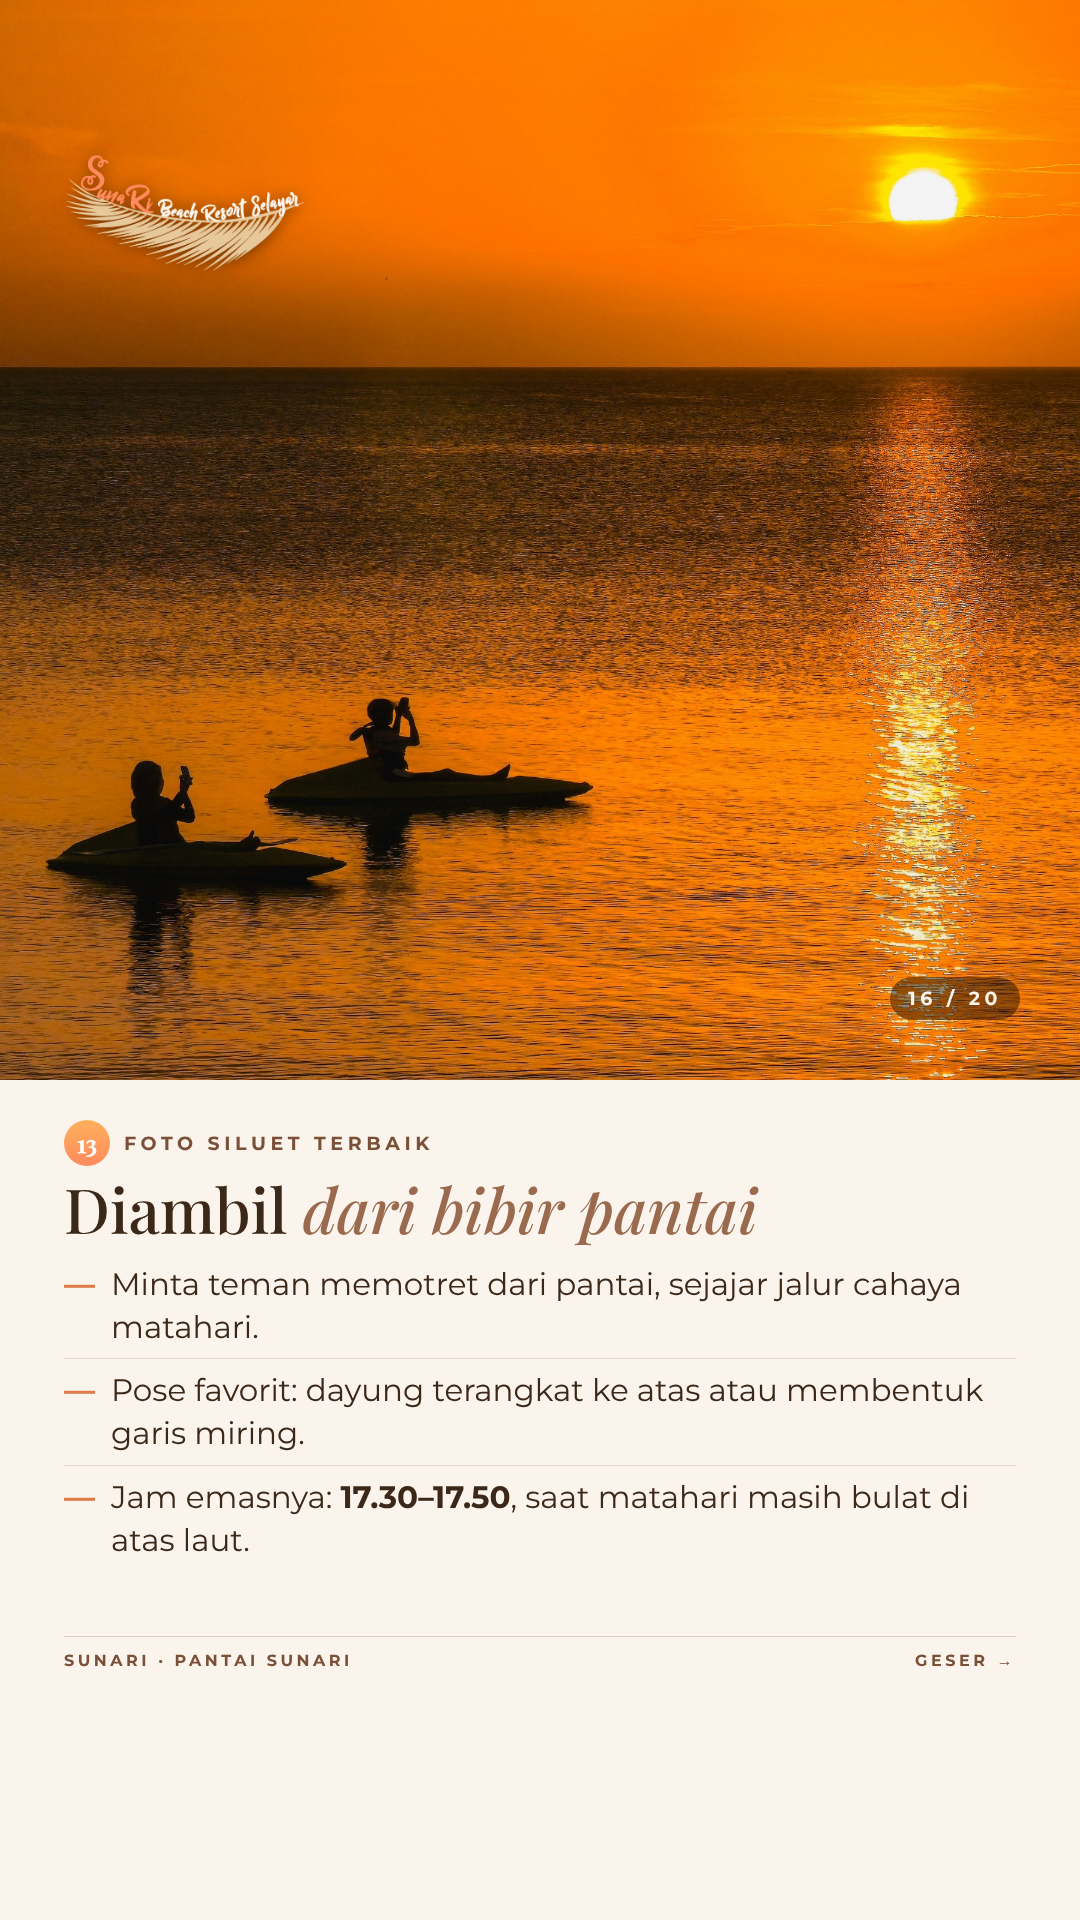 SunaRi Beach Resort Selayar
16 / 20
13 FOTO SILUET TERBAIK
Diambil dari bibir pantai
— Minta teman memotret dari pantai, sejajar jalur cahaya
matahari.
— Pose favorit: dayung terangkat ke atas atau membentuk
garis miring.
— Jam emasnya: 17.30–17.50, saat matahari masih bulat di
atas laut.
SUNARI · PANTAI SUNARI
GESER →